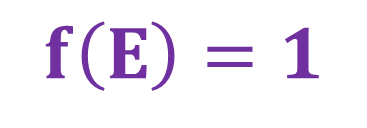 f(E) = 1